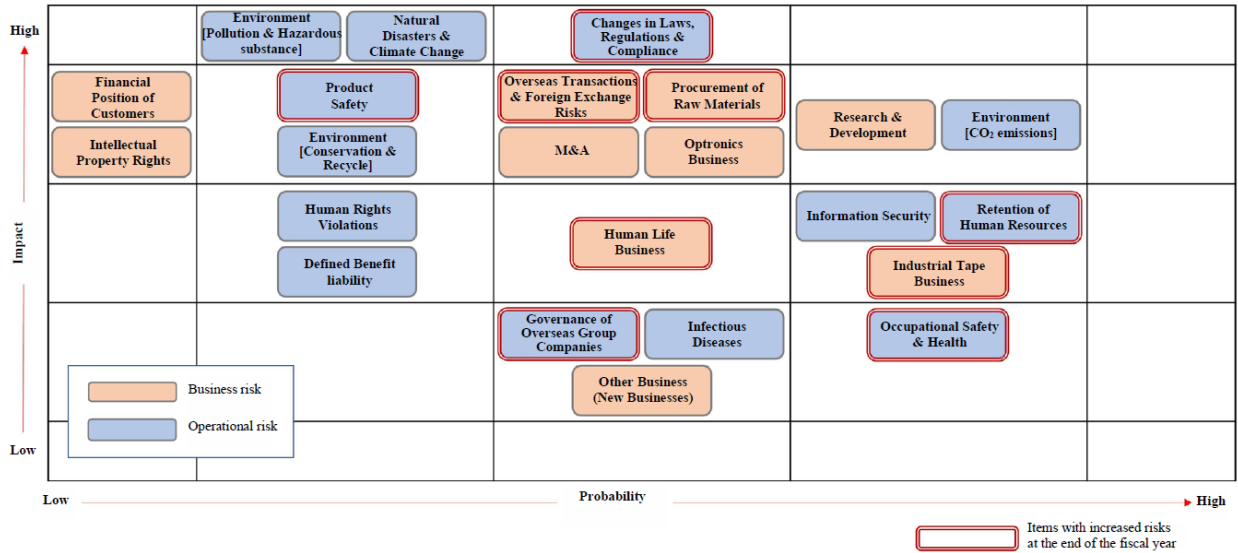 High
Environment
[Pollution & Hazardous
substance]
Natural
Disasters &
Climate Change
Changes in Laws,
Regulations &
Compliance
Financial
Position of
Customers
Product
Safety
Overseas Transactions
& Foreign Exchange
Risks
Procurement of
Raw Materials
Research &
Development
Environment
[CO₂ emissions]
Intellectual
Property Rights
Environment
[Conservation &
Recycle]
M&A
Optronics
Business
Impact
Human Rights
Violations
Defined Benefit
liability
Human Life
Business
Information Security
Retention of
Human Resources
Industrial Tape
Business
Governance of
Overseas Group
Companies
Infectious
Diseases
Occupational Safety
& Health
Other Business
(New Businesses)
Business risk
Operational risk
Low
Low
Probability
High
Items with increased risks
at the end of the fiscal year